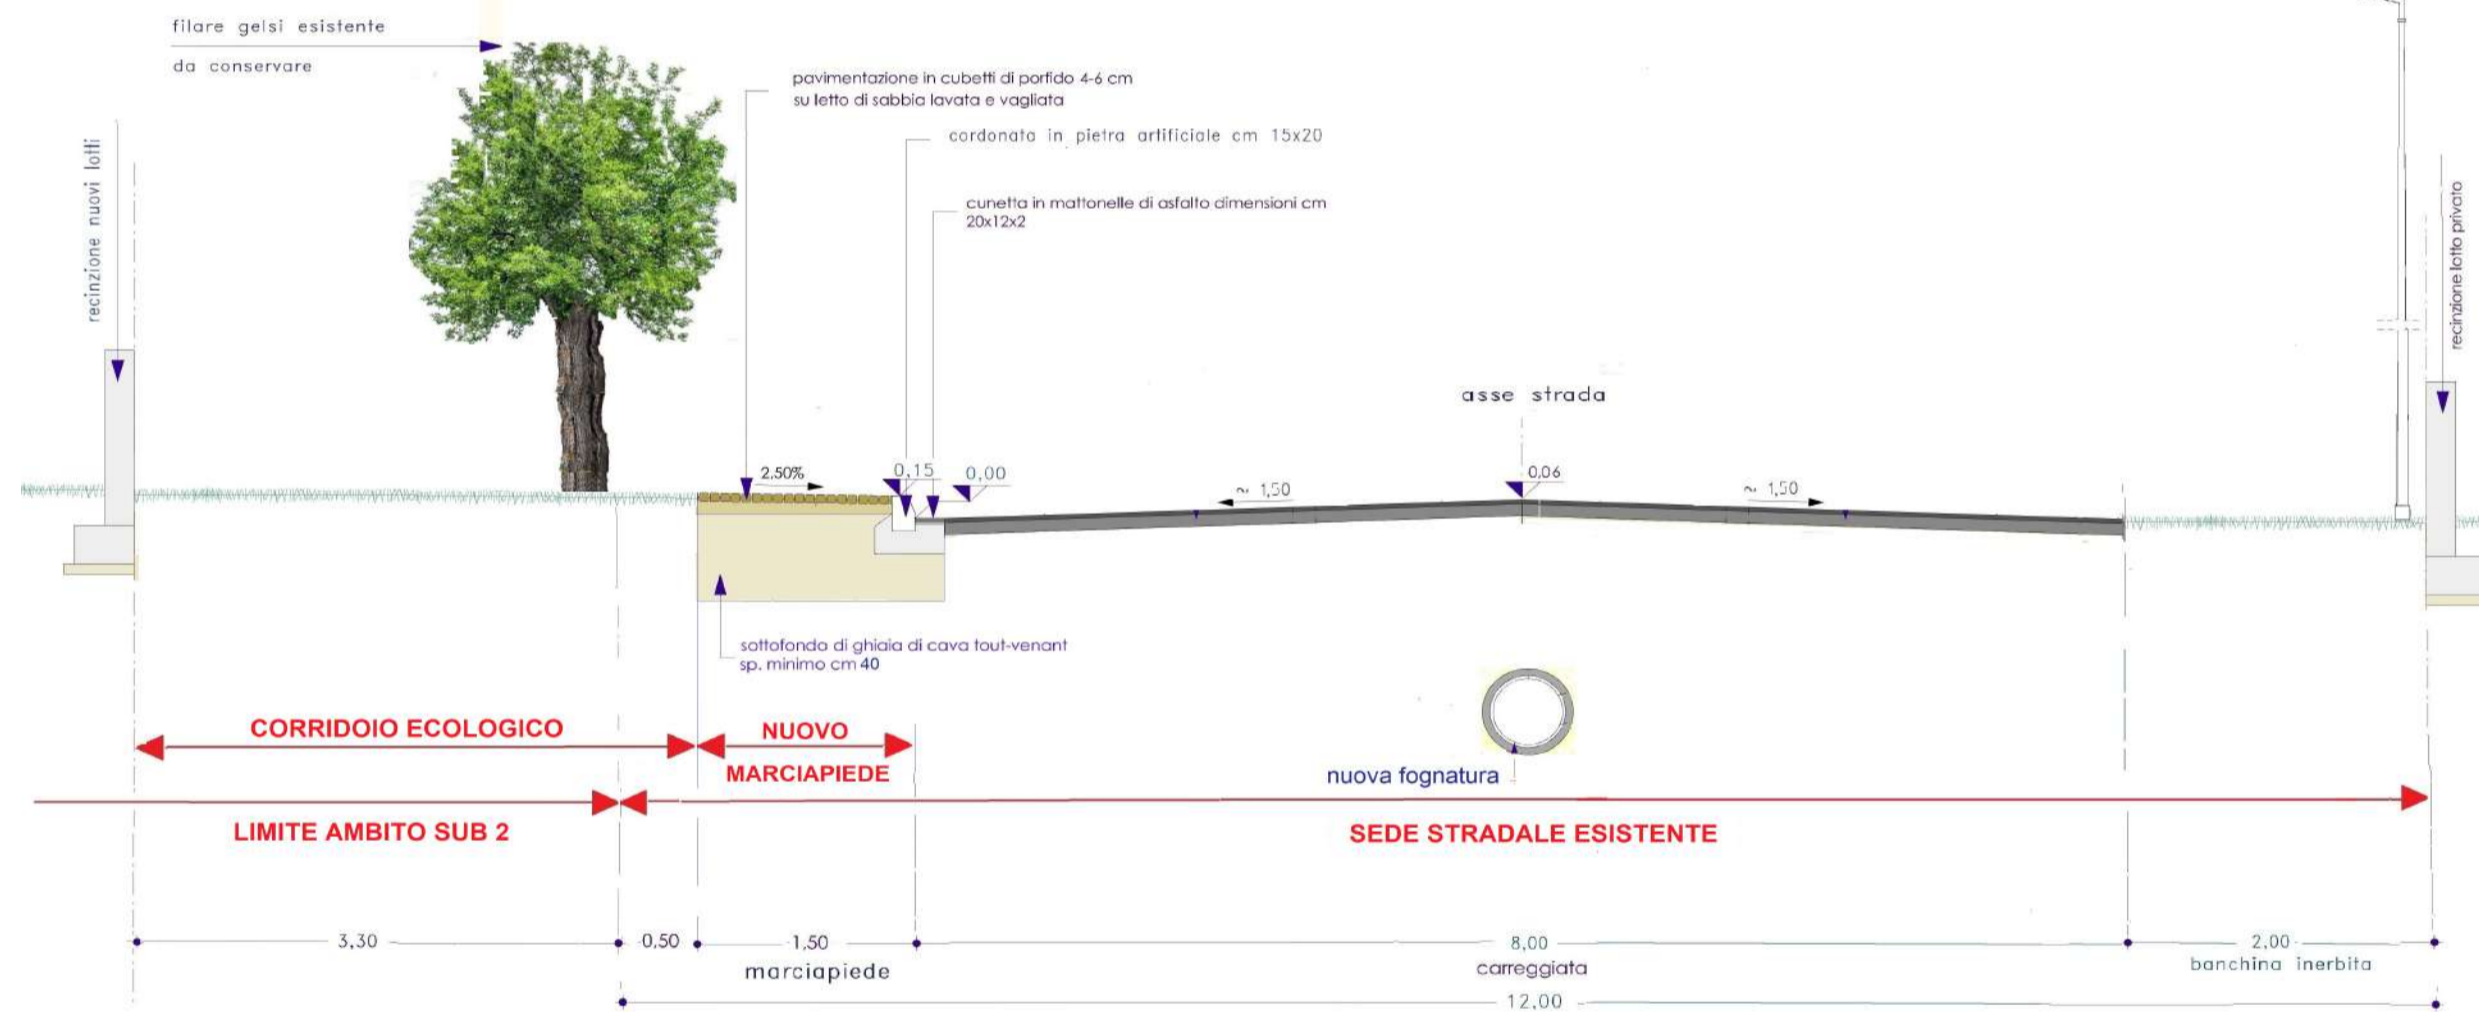 filare gelsi esistente
da conservare
pavimentazione in cubetti di porfido 4-6 cm
su letto di sabbia lavata e vagliata
cordonata in pietra artificiale cm 15x20
cunetta in mattonelle di asfalto dimensioni cm
20x12x2
recinzione nuovi lotti
recinzione lotto privato
asse strada
2.50%
0,15
0,00
0,06
~ 1,50
~ 1,50
sottofondo di ghiaia di cava tout-venant
sp. minimo cm 40
CORRIDOIO ECOLOGICO
NUOVO
MARCIAPIEDE
nuova fognatura
LIMITE AMBITO SUB 2
SEDE STRADALE ESISTENTE
3,30
0,50
1,50
8,00
2,00
marciapiede
carreggiata
banchina inerbita
12,00